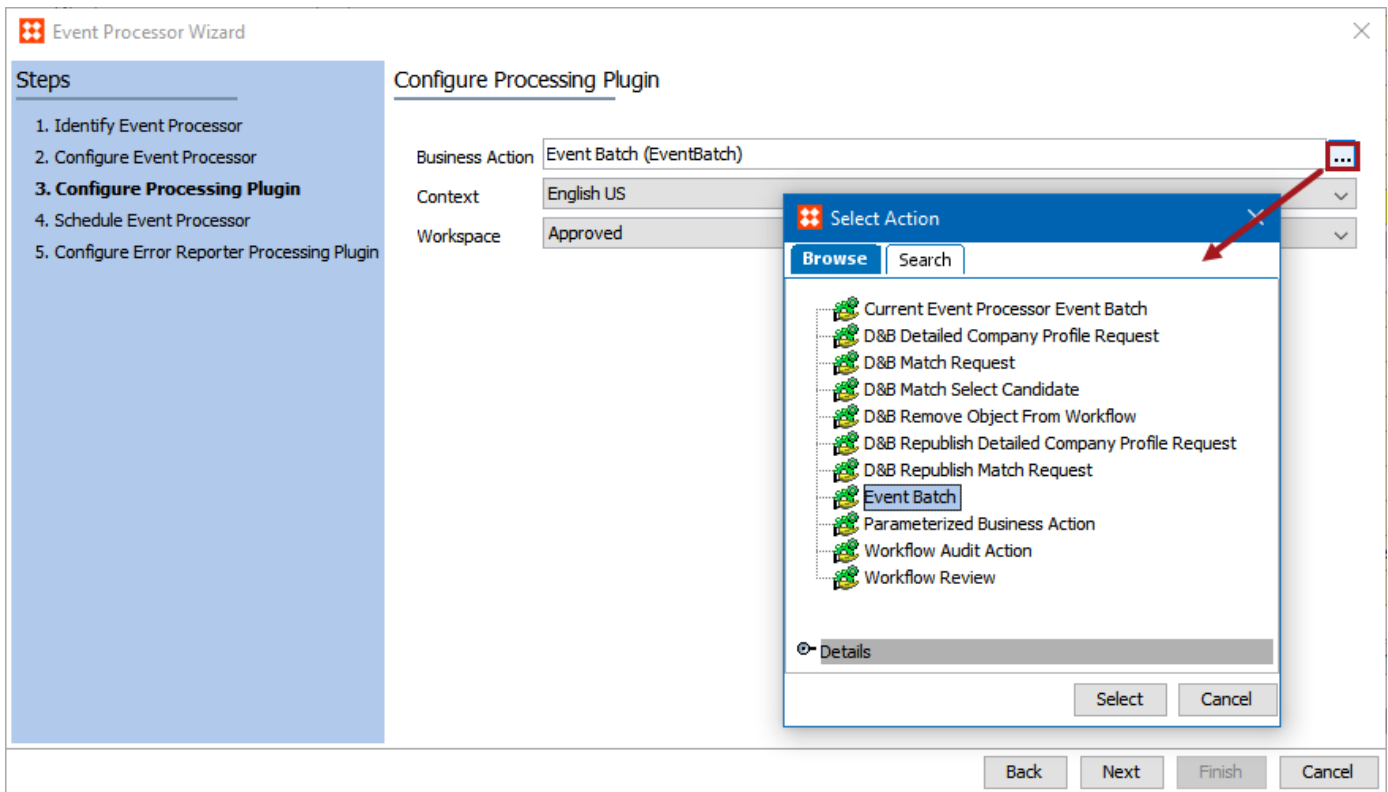 Event Processor Wizard
Steps
1. Identify Event Processor
2. Configure Event Processor
3. Configure Processing Plugin
4. Schedule Event Processor
5. Configure Error Reporter Processing Plugin
Configure Processing Plugin
Business Action Event Batch (EventBatch) ...
Context English US
Workspace Approved
Select Action
Browse Search
Current Event Processor Event Batch
D&B Detailed Company Profile Request
D&B Match Request
D&B Match Select Candidate
D&B Remove Object From Workflow
D&B Republish Detailed Company Profile Request
D&B Republish Match Request
Event Batch
Parameterized Business Action
Workflow Audit Action
Workflow Review
Details
Select Cancel
Back Next Finish Cancel